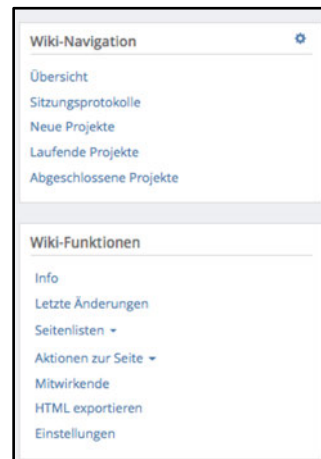 Wiki-Navigation
Übersicht
Sitzungsprotokolle
Neue Projekte
Laufende Projekte
Abgeschlossene Projekte
Wiki-Funktionen
Info
Letzte Änderungen
Seitenlisten
Aktionen zur Seite
Mitwirkende
HTML exportieren
Einstellungen